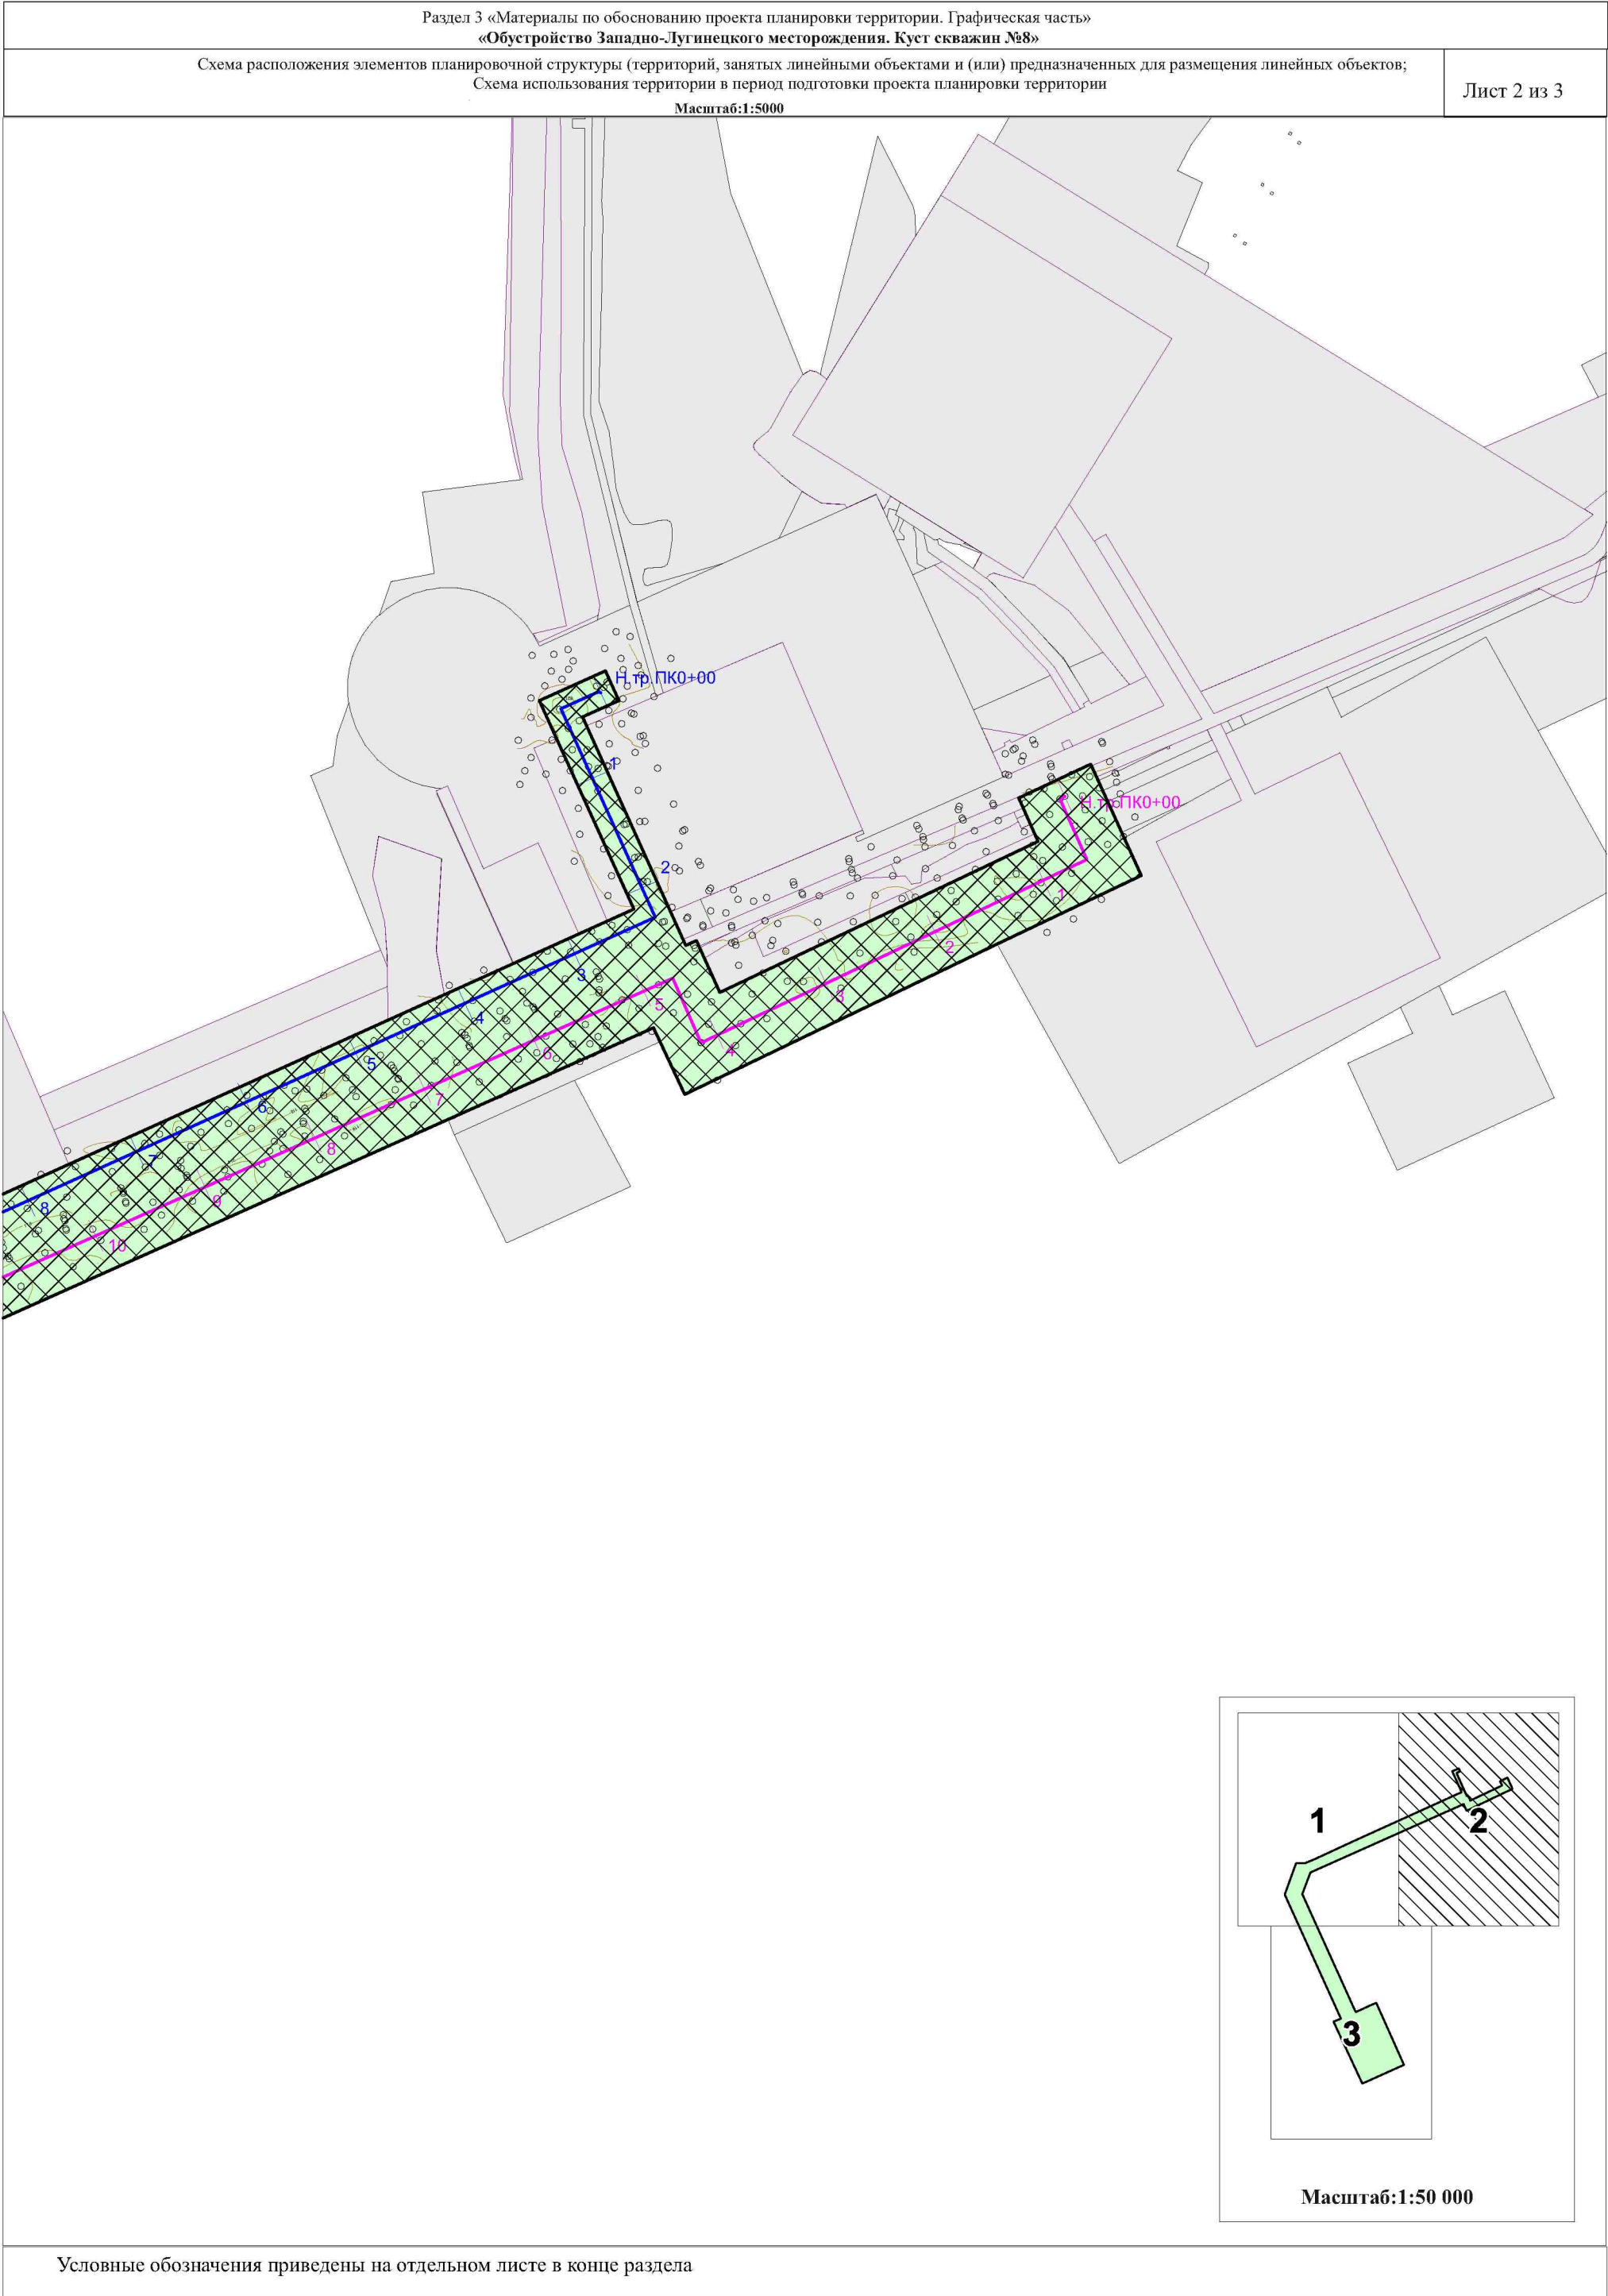 Раздел 3 «Материалы по обоснованию проекта планировки территории. Графическая часть»
«Обустройство Западно-Лугинецкого месторождения. Куст скважин №8»
Схема расположения элементов планировочной структуры (территорий, занятых линейными объектами и (или) предназначенных для размещения линейных объектов;
Схема использования территории в период подготовки проекта планировки территории
Масштаб:1:5000
Лист 2 из 3
Н.тр.ПК0+00
1
Н.тр.ПК0+00
2
1
2
3
5
3
4
4
6
5
7
6
8
7
9
8
10
1
2
3
Масштаб:1:50 000
Условные обозначения приведены на отдельном листе в конце раздела